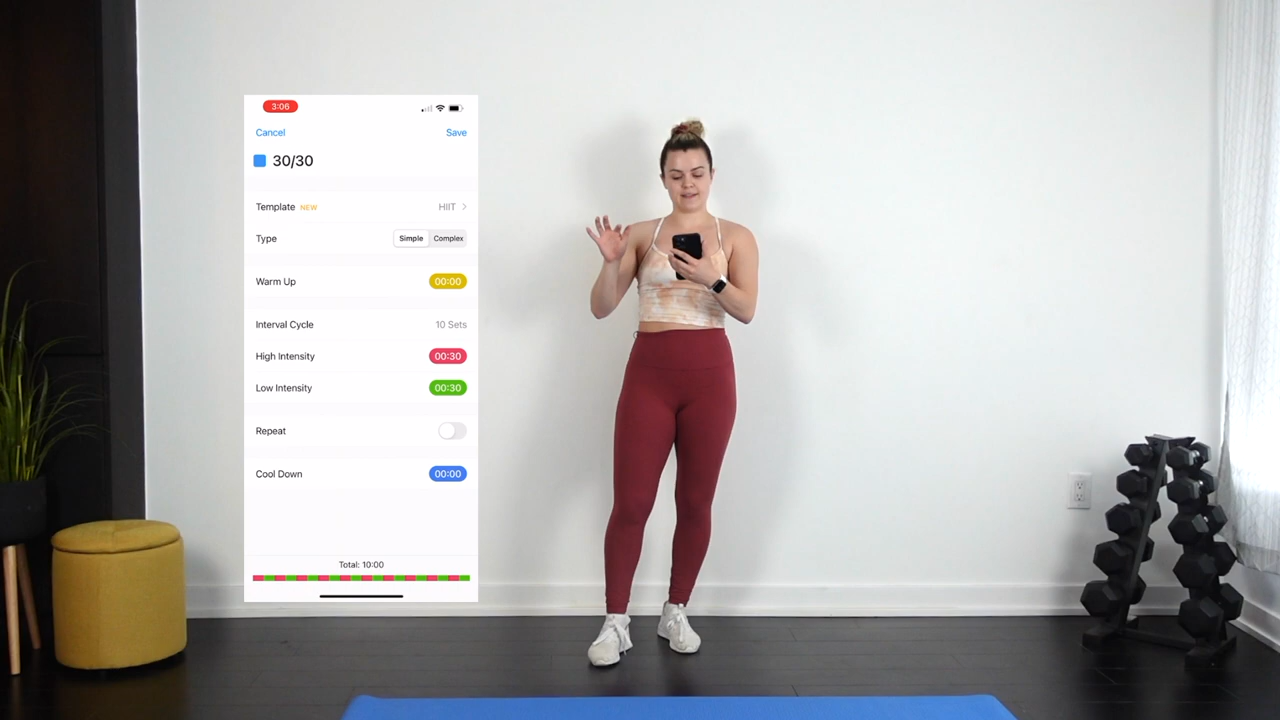 3:06
Cancel Save
30/30
Template NEW HIIT
Type Simple Complex
Warm Up 00:00
Interval Cycle 10 Sets
High Intensity 00:30
Low Intensity 00:30
Repeat
Cool Down 00:00
Total: 10:00